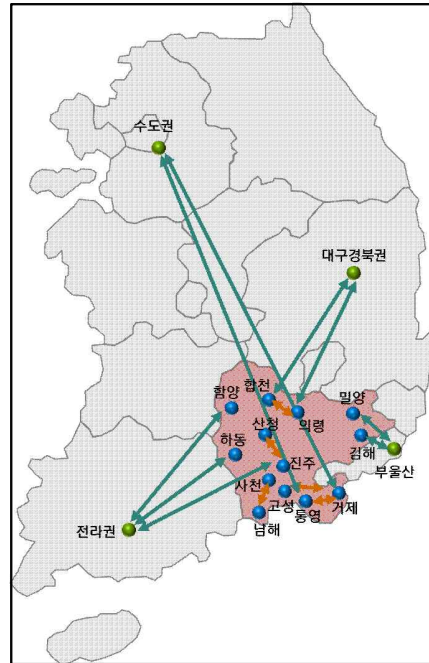 수도권
대구경북권
함양
합천
의령
밀양
산청
하동
진주
김해
부울산
사천
고성
통영
거제
남해
전라권